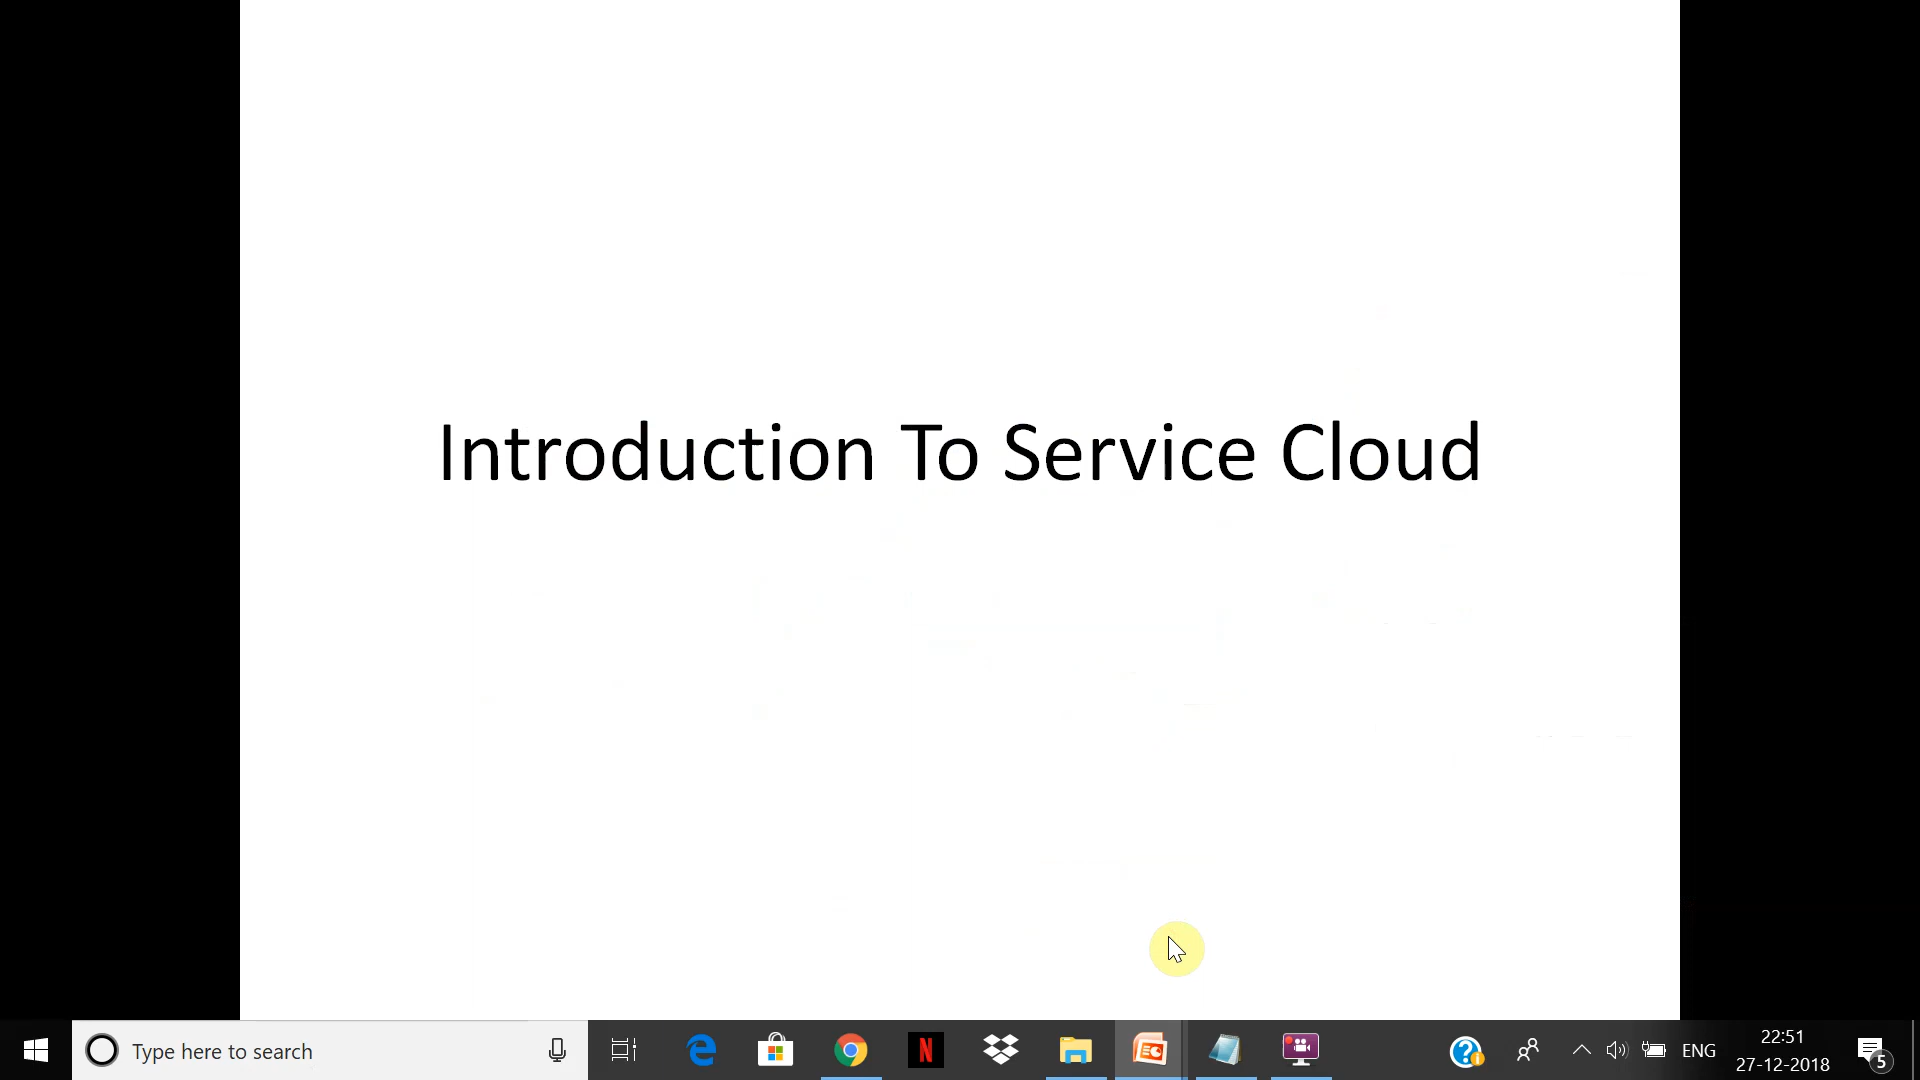 Introduction To Service Cloud
Type here to search
N
ENG
22:51
27-12-2018
5